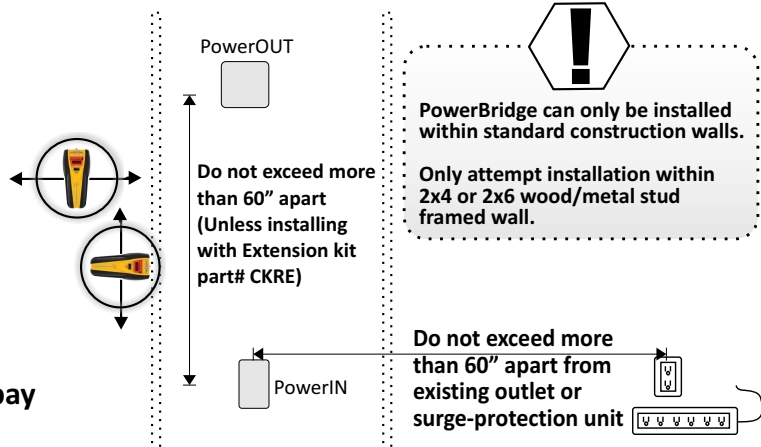 PowerOUT
Do not exceed more
than 60” apart
(Unless installing
with Extension kit
part# CKRE)
PowerIN
PowerBridge can only be installed
within standard construction walls.
Only attempt installation within
2x4 or 2x6 wood/metal stud
framed wall.
Do not exceed more
than 60” apart from
existing outlet or
surge-protection unit